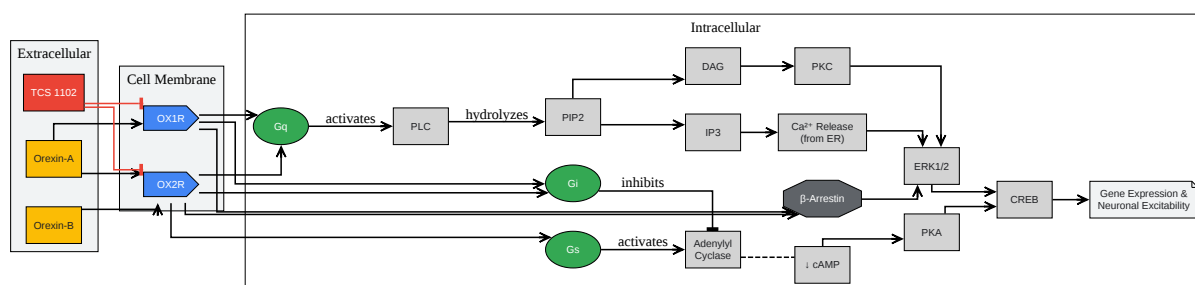 Intracellular
Extracellular
Cell Membrane
TCS 1102
Orexin-A
Orexin-B
OX1R
OX2R
Gq
activates
PLC
hydrolyzes
PIP2
DAG
PKC
IP3
Ca²⁺ Release
(from ER)
ERK1/2
Gi
inhibits
β-Arrestin
CREB
Gene Expression &
Neuronal Excitability
Gs
activates
Adenylyl
Cyclase
↓ cAMP
PKA